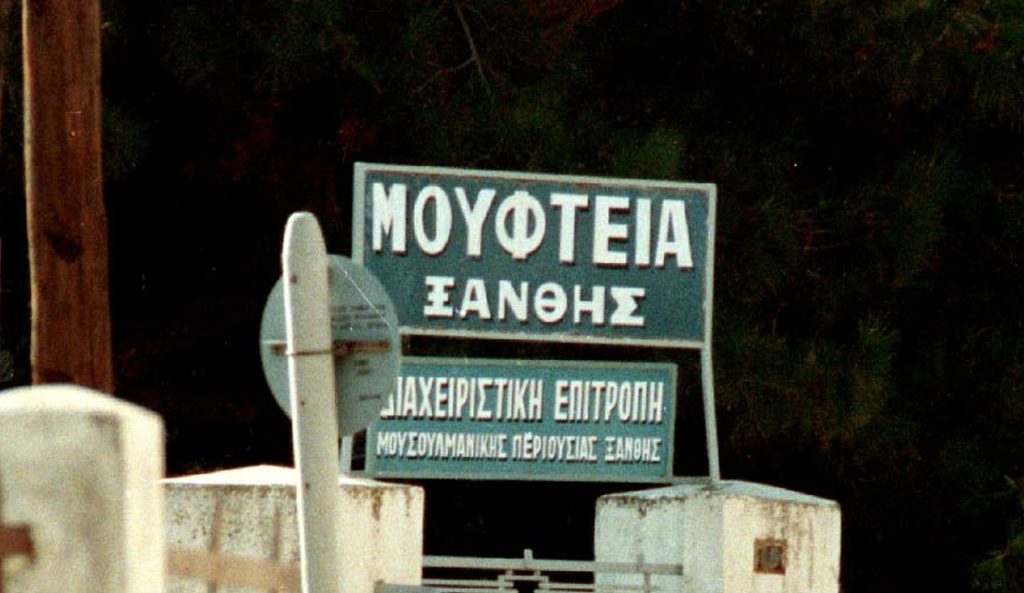 ΜΟΥΦΤΕΙΑ
ΞΑΝΘΗΣ
ΔΙΑΧΕΙΡΙΣΤΙΚΗ ΕΠΙΤΡΟΠΗ
ΜΟΥΣΟΥΛΜΑΝΙΚΗΣ ΠΕΡΙΟΥΣΙΑΣ ΞΑΝΘΗΣ